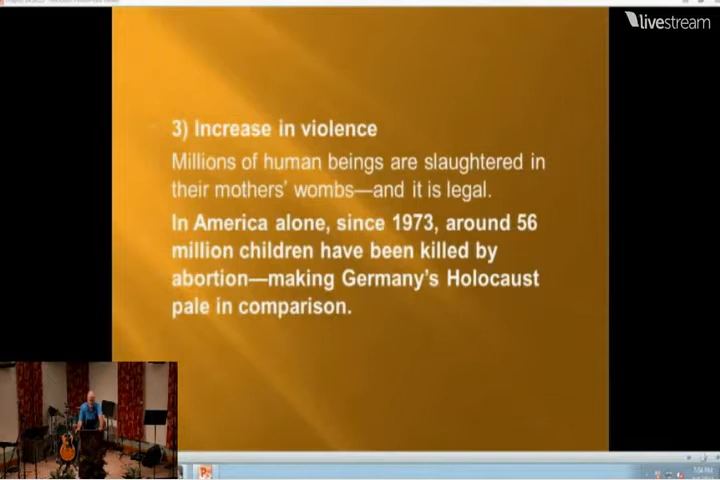 livestream
3) Increase in violence
Millions of human beings are slaughtered in
their mothers' wombs—and it is legal.
In America alone, since 1973, around 56
million children have been killed by
abortion—making Germany's Holocaust
pale in comparison.